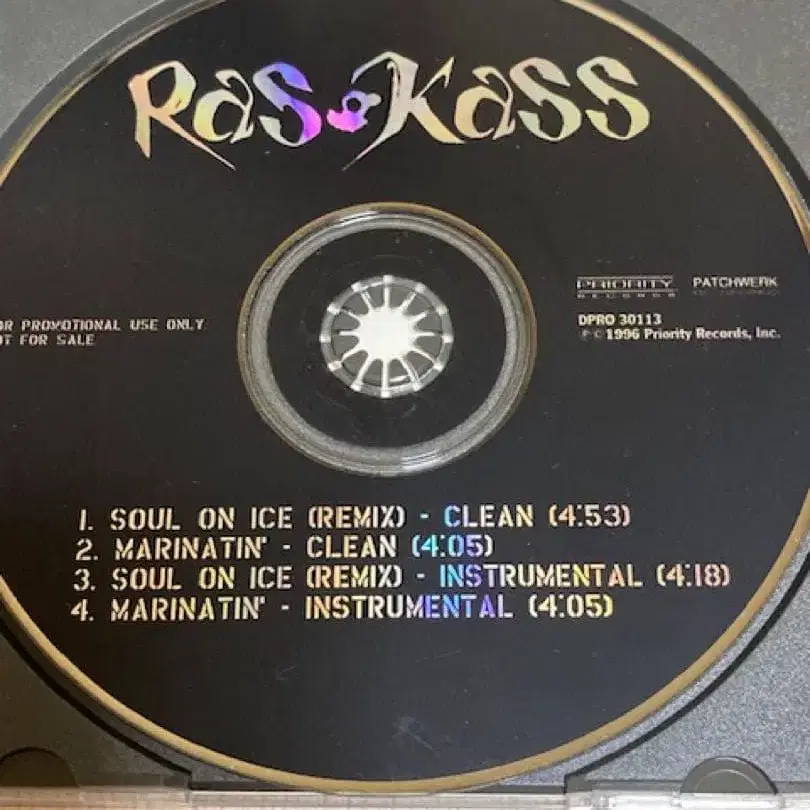 RAS KASS
PRIORITY
RECORDS
PATCHWERK
DPRO 30113
℗ © 1996 Priority Records, Inc.
OR PROMOTIONAL USE ONLY
OT FOR SALE
1. SOUL ON ICE (REMIX) - CLEAN (4:53)
2. MARINATIN' - CLEAN (4:05)
3. SOUL ON ICE (REMIX) - INSTRUMENTAL (4:18)
4. MARINATIN' - INSTRUMENTAL (4:05)